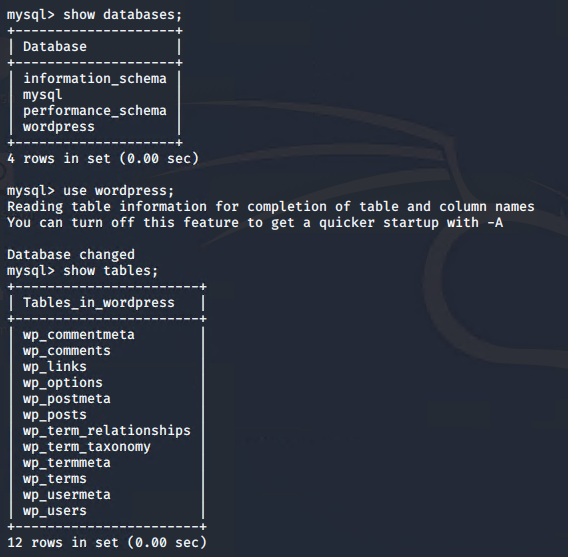 mysql> show databases;
+--------------------+
| Database           |
+--------------------+
| information_schema |
| mysql              |
| performance_schema |
| wordpress          |
+--------------------+
4 rows in set (0.00 sec)
mysql> use wordpress;
Reading table information for completion of table and column names
You can turn off this feature to get a quicker startup with -A
Database changed
mysql> show tables;
+-----------------------+
| Tables_in_wordpress   |
+-----------------------+
| wp_commentmeta        |
| wp_comments           |
| wp_links              |
| wp_options            |
| wp_postmeta           |
| wp_posts              |
| wp_term_relationships |
| wp_term_taxonomy      |
| wp_termmeta           |
| wp_terms              |
| wp_usermeta           |
| wp_users              |
+-----------------------+
12 rows in set (0.00 sec)